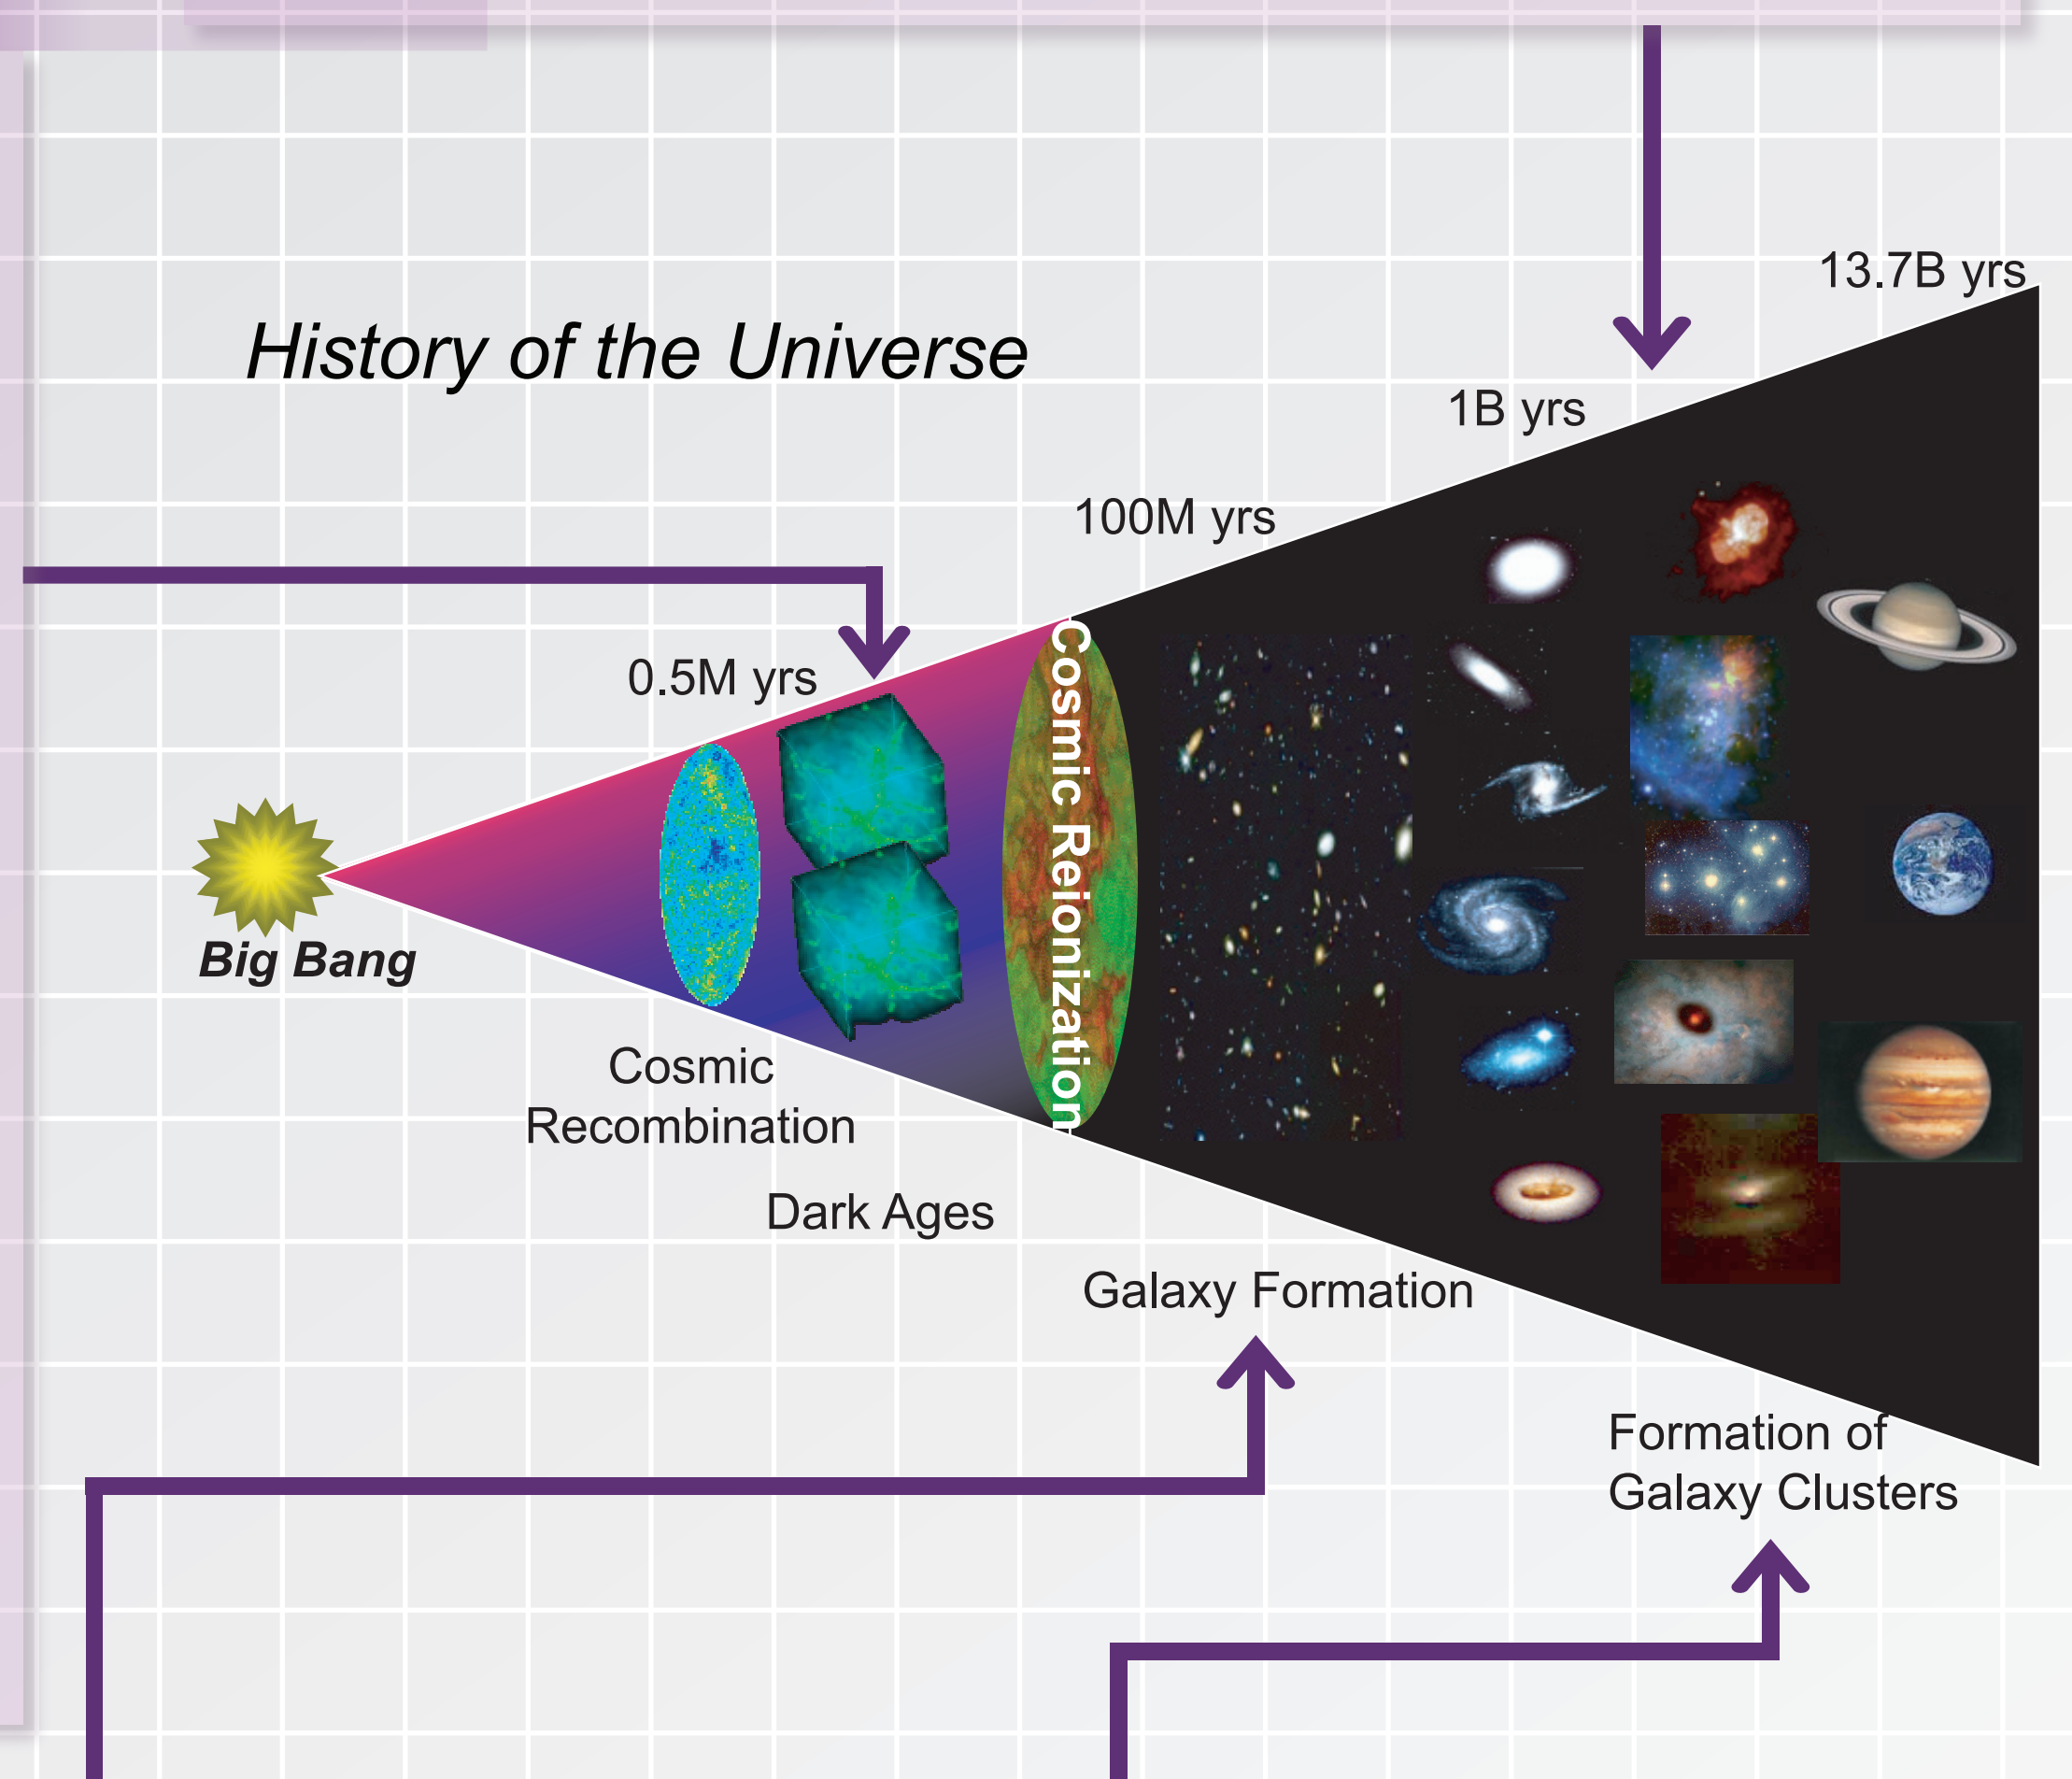 13.7B yrs
History of the Universe
1B yrs
100M yrs
0.5M yrs
Cosmic Reionization
Big Bang
Cosmic
Recombination
Dark Ages
Galaxy Formation
Formation of
Galaxy Clusters